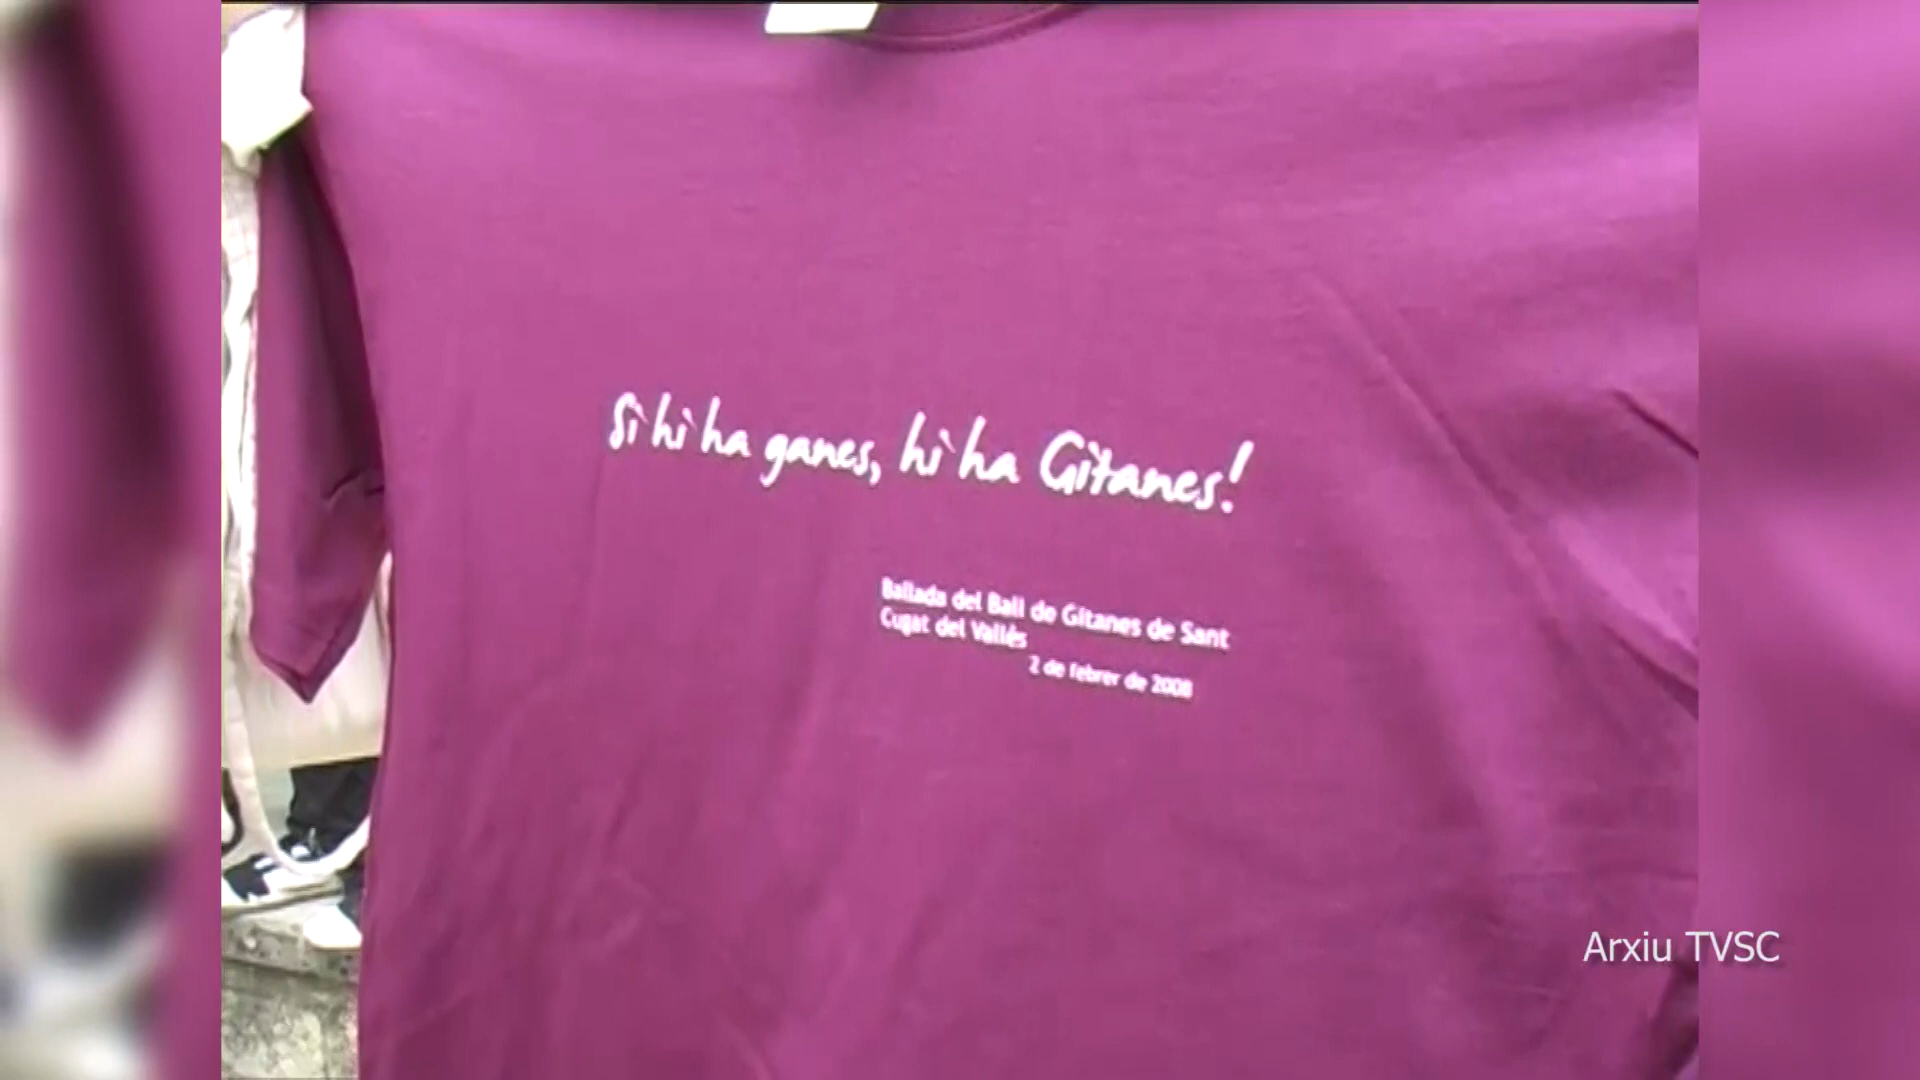 Si hi ha ganes, hi ha Gitanes!
Ballada del Ball de Gitanes de Sant
Cugat del Vallès
2 de febrer de 2008
Arxiu TVSC